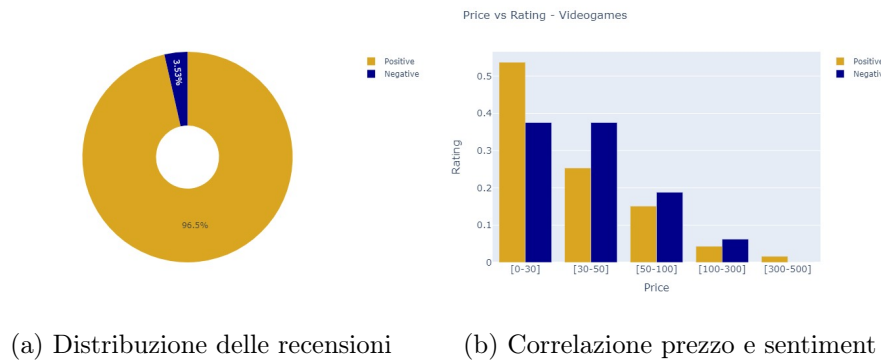 Price vs Rating - Videogames
Positive
Negative
3.53%
96.5%
Positive
Negative
Rating
0.5
0.4
0.3
0.2
0.1
0
[0-30] [30-50] [50-100] [100-300] [300-500]
Price
(a) Distribuzione delle recensioni
(b) Correlazione prezzo e sentiment